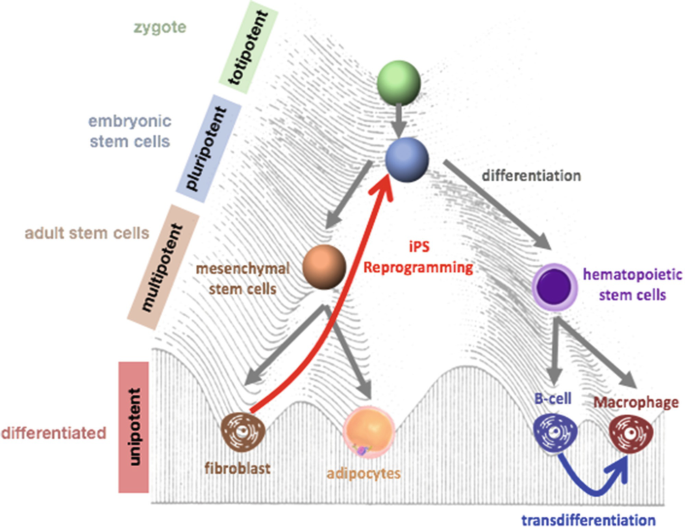 zygote
totipotent
embryonic
stem cells
pluripotent
differentiation
adult stem cells
multipotent
mesenchymal
stem cells
iPS
Reprogramming
hematopoietic
stem cells
differentiated
unipotent
fibroblast
adipocytes
B-cell
Macrophage
transdifferentiation